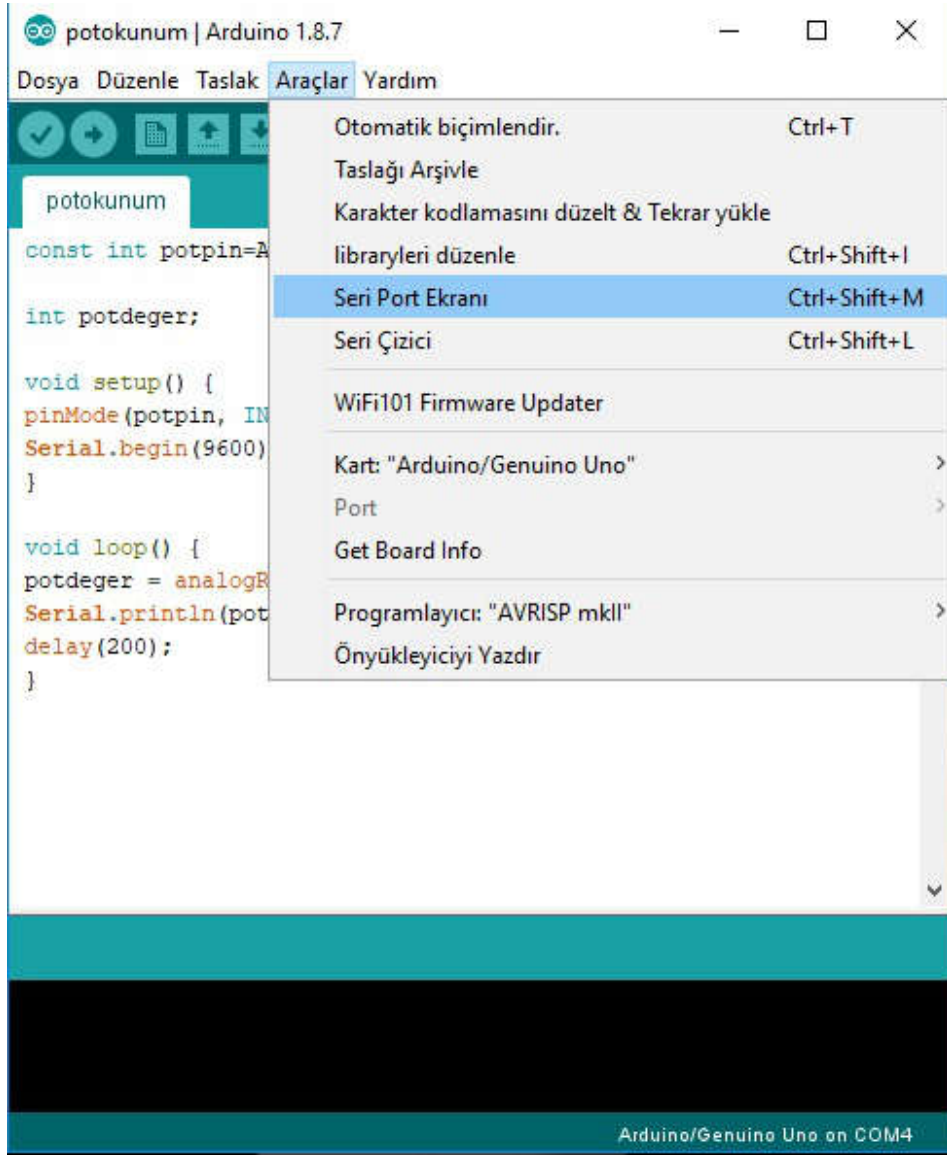 potokunum | Arduino 1.8.7
Dosya Düzenle Taslak Araçlar Yardım
potokunum
const int potpin=A
int potdeger;
void setup() {
pinMode(potpin, IN
Serial.begin(9600)
}
void loop() {
potdeger = analogR
Serial.println(pot
delay(200);
}
Otomatik biçimlendir. Ctrl+T
Taslağı Arşivle
Karakter kodlamasını düzelt & Tekrar yükle
libraryleri düzenle Ctrl+Shift+I
Seri Port Ekranı Ctrl+Shift+M
Seri Çizici Ctrl+Shift+L
WiFi101 Firmware Updater
Kart: "Arduino/Genuino Uno"
Port
Get Board Info
Programlayıcı: "AVRISP mkII"
Önyükleyiciyi Yazdır
Arduino/Genuino Uno on COM4